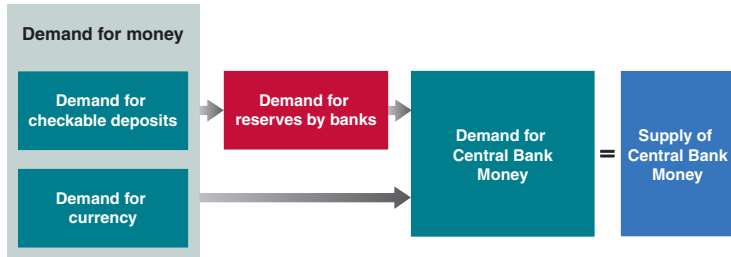 Demand for money
Demand for
checkable deposits
Demand for
reserves by banks
Demand for
currency
Demand for
Central Bank
Money
=
Supply of
Central Bank
Money